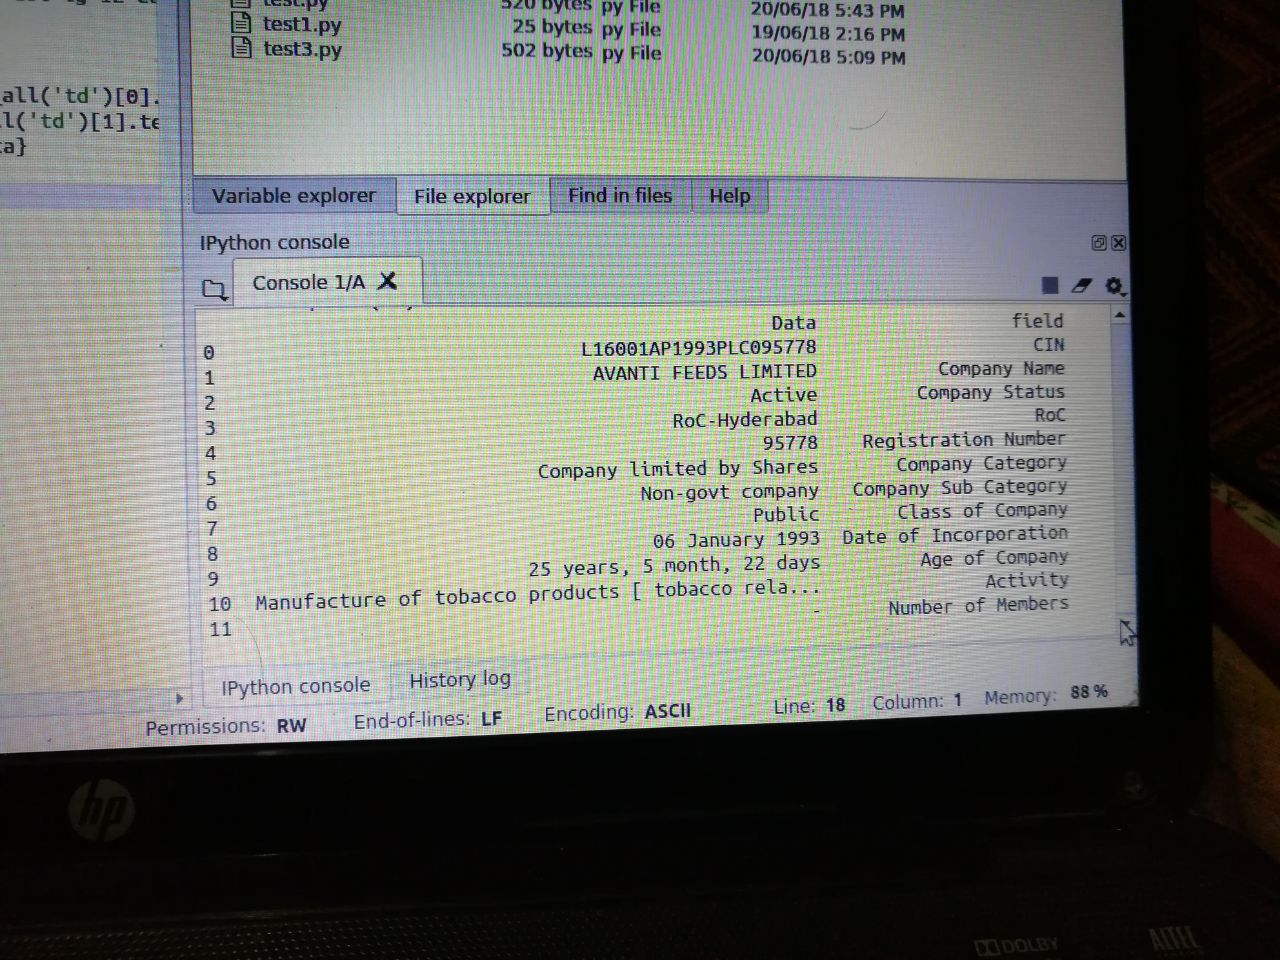 test.py 520 bytes py File 20/06/18 5:43 PM
test1.py 25 bytes py File 19/06/18 2:16 PM
test3.py 502 bytes py File 20/06/18 5:09 PM
all('td')[0].
l('td')[1].te
ta}
Variable explorer File explorer Find in files Help
IPython console
Console 1/A
Data field
0 L16001AP1993PLC095778 CIN
1 AVANTI FEEDS LIMITED Company Name
2 Active Company Status
3 RoC-Hyderabad RoC
4 95778 Registration Number
5 Company limited by Shares Company Category
6 Non-govt company Company Sub Category
7 Public Class of Company
8 06 January 1993 Date of Incorporation
9 25 years, 5 month, 22 days Age of Company
10 Manufacture of tobacco products [ tobacco rela... Activity
11 - Number of Members
IPython console History log
Permissions: RW End-of-lines: LF Encoding: ASCII Line: 18 Column: 1 Memory: 88 %
hp
DOLBY ALTEC